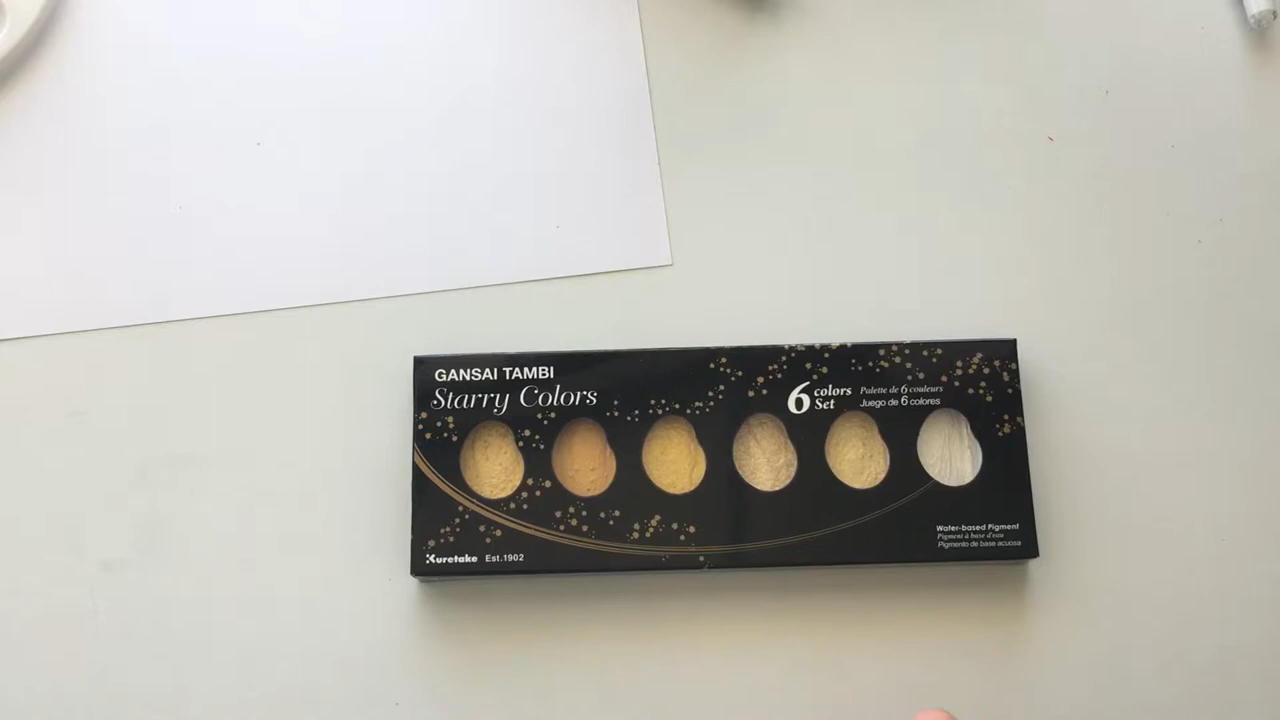 GANSAI TAMBI
Starry Colors
6 colors Set
Palette de 6 couleurs
Juego de 6 colores
Water-based Pigment
Pigment à base d'eau
Pigmento de base acuosa
Kuretake Est.1902